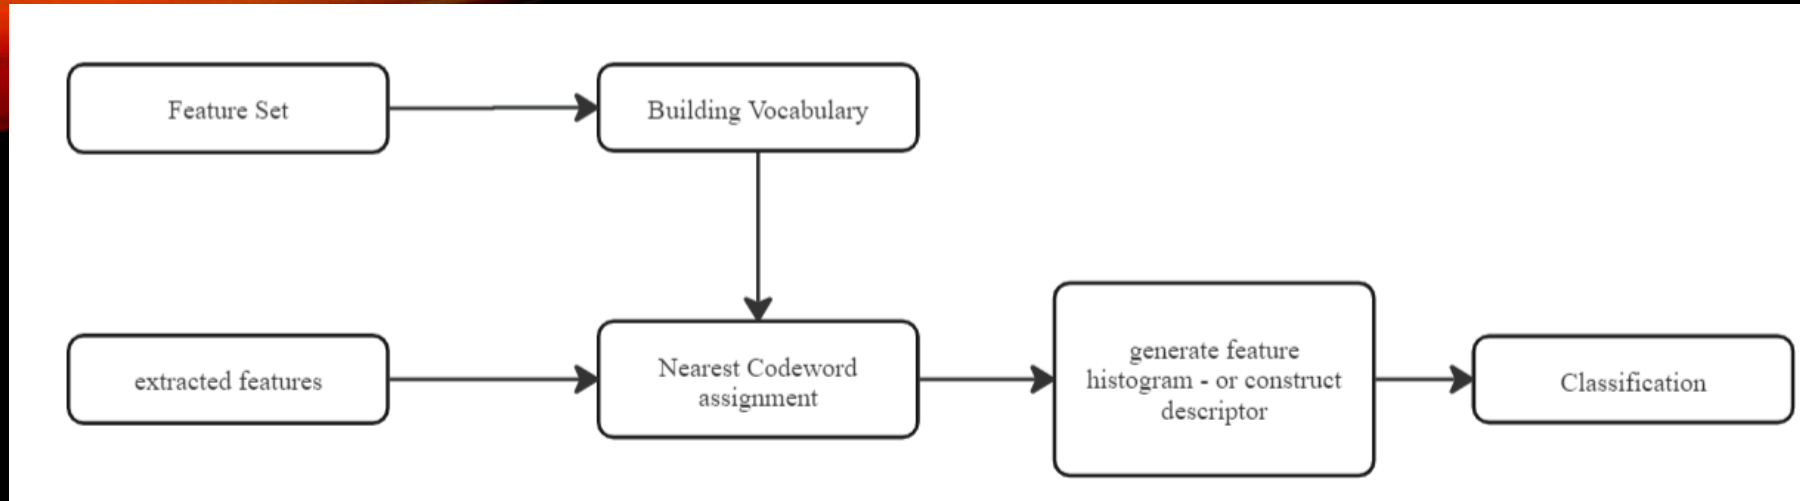 Feature Set
Building Vocabulary
extracted features
Nearest Codeword
assignment
generate feature
histogram - or construct
descriptor
Classification